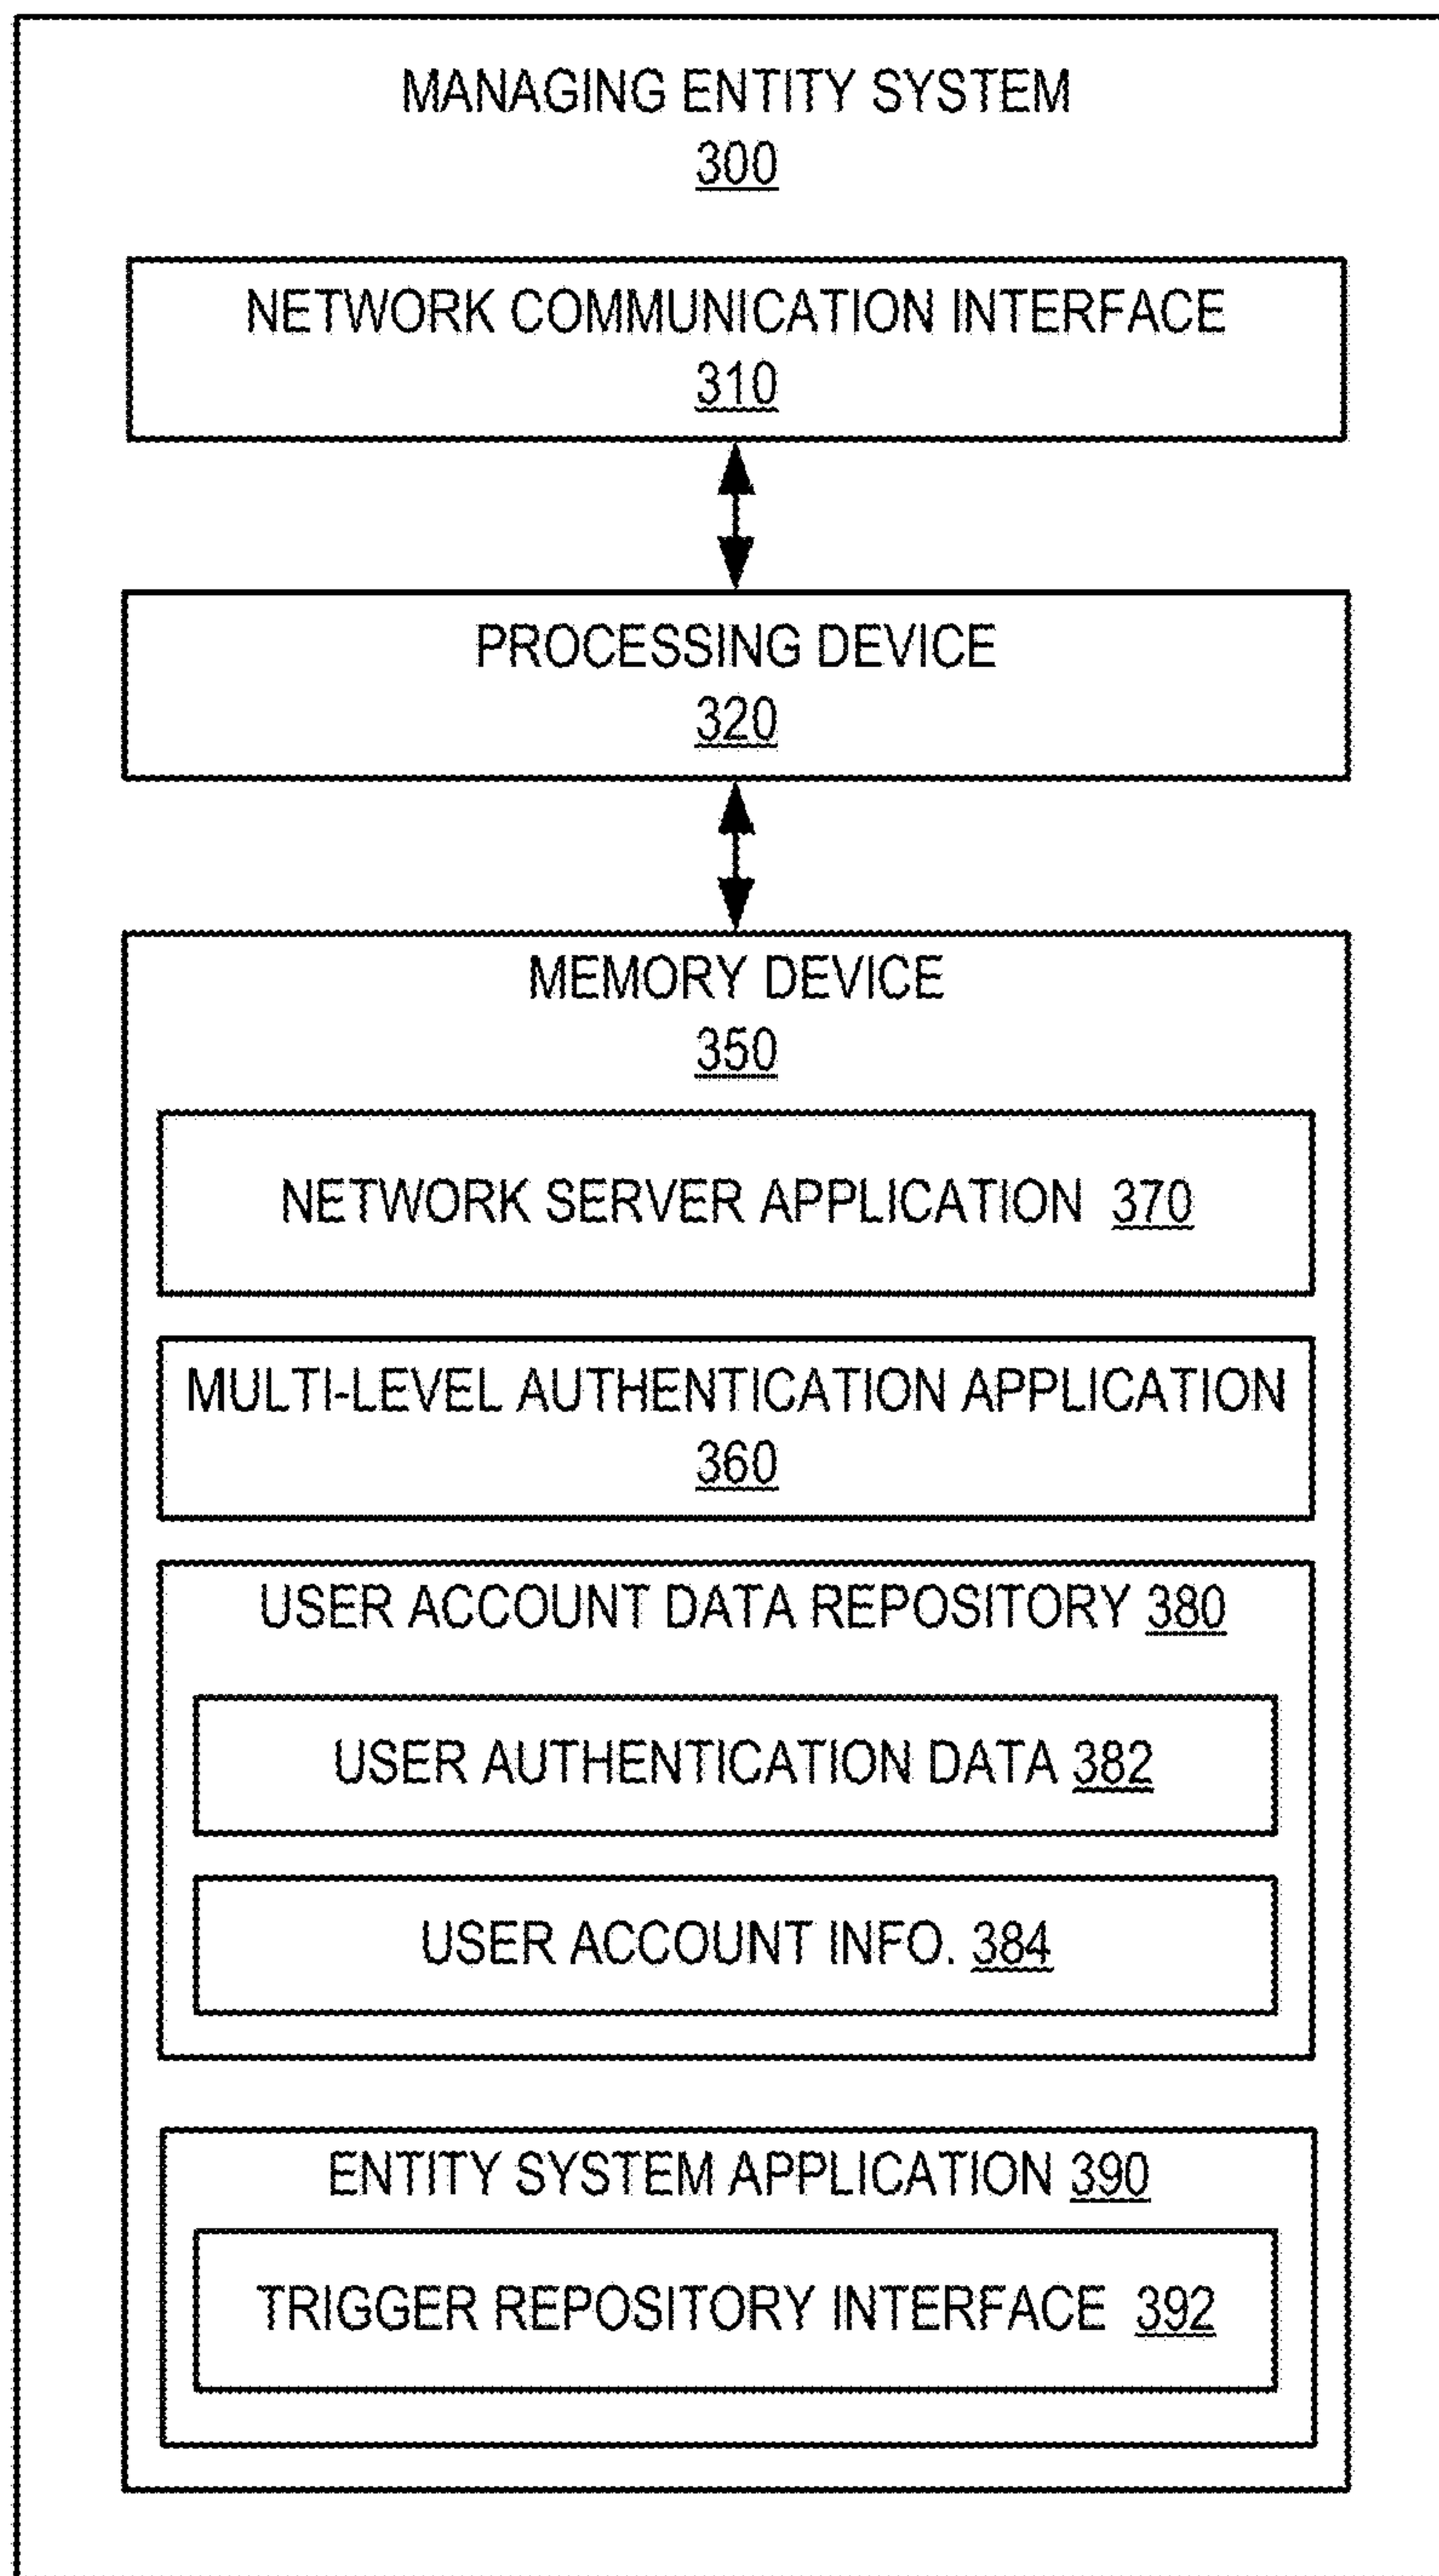 MANAGING ENTITY SYSTEM
300
NETWORK COMMUNICATION INTERFACE
310
PROCESSING DEVICE
320
MEMORY DEVICE
350
NETWORK SERVER APPLICATION 370
MULTI-LEVEL AUTHENTICATION APPLICATION
360
USER ACCOUNT DATA REPOSITORY 380
USER AUTHENTICATION DATA 382
USER ACCOUNT INFO. 384
ENTITY SYSTEM APPLICATION 390
TRIGGER REPOSITORY INTERFACE 392